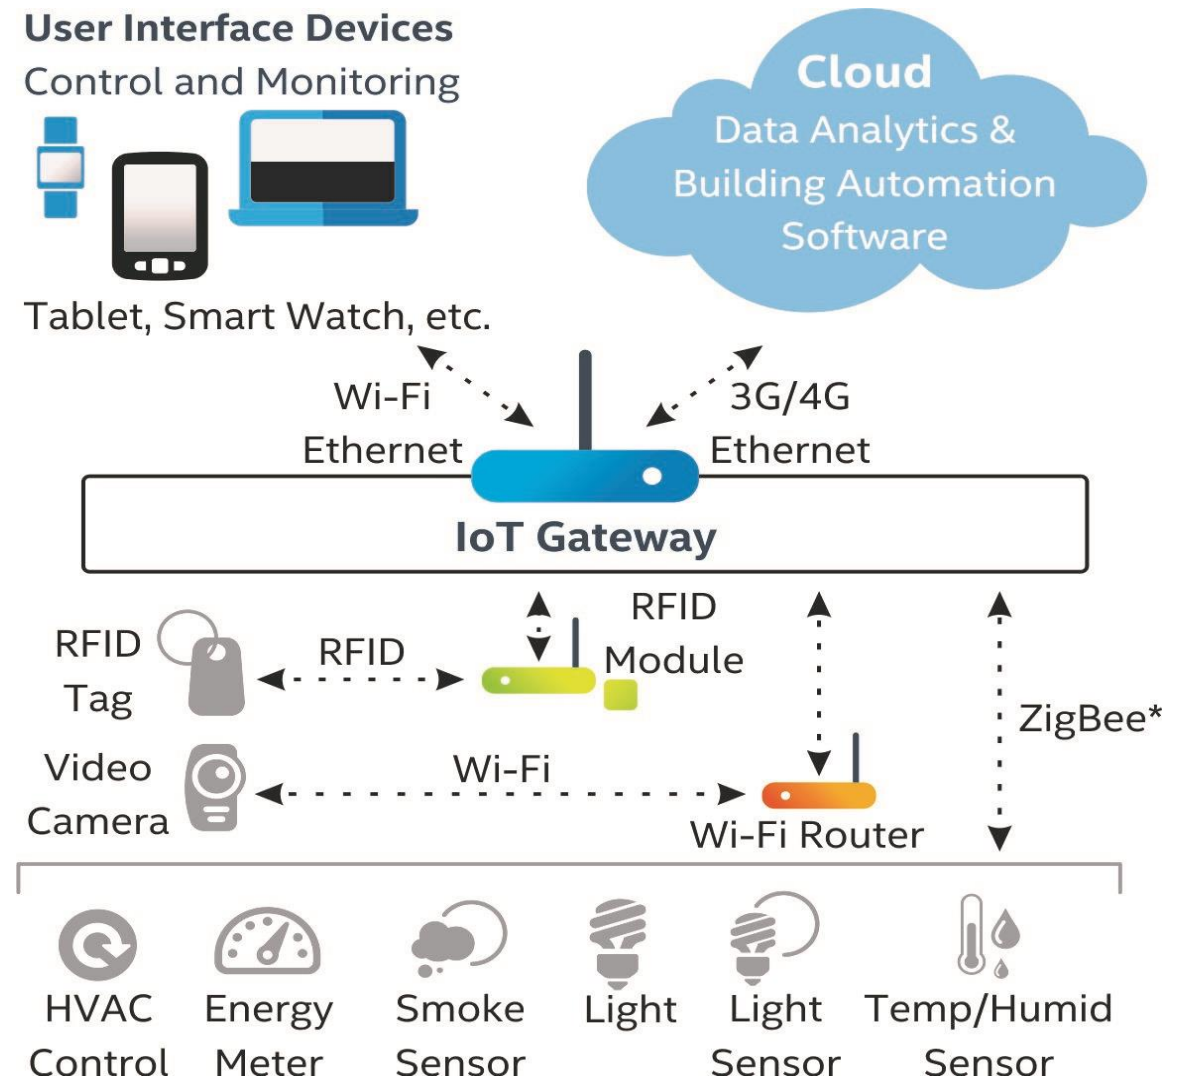 User Interface Devices
Control and Monitoring
Tablet, Smart Watch, etc.
Cloud
Data Analytics &
Building Automation
Software
Wi-Fi
Ethernet
3G/4G
Ethernet
IoT Gateway
RFID
Tag
RFID
RFID
Module
ZigBee*
Video
Camera
Wi-Fi
Wi-Fi Router
HVAC
Control
Energy
Meter
Smoke
Sensor
Light
Light
Sensor
Temp/Humid
Sensor